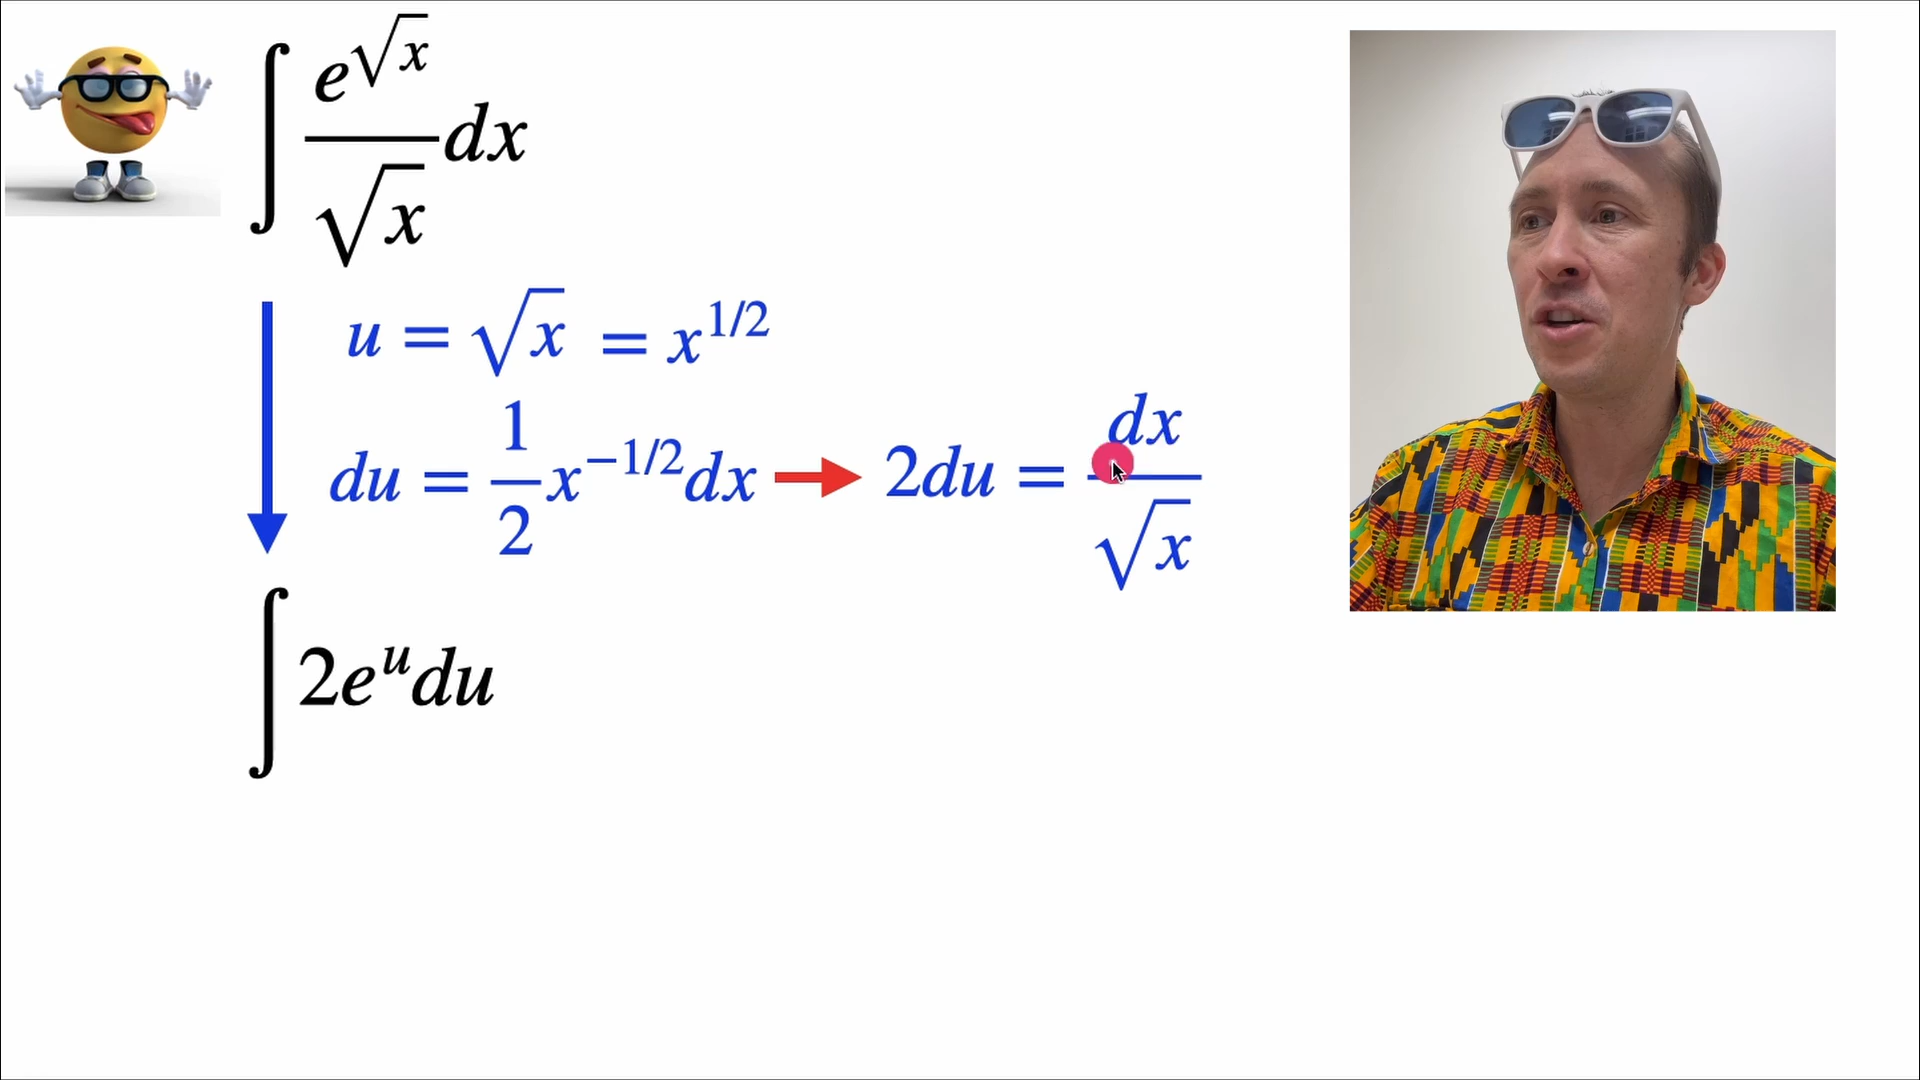 ∫ e^√x / √x dx
u = √x = x^1/2
du = 1/2 x^−1/2 dx → 2du = dx / √x
∫ 2e^u du